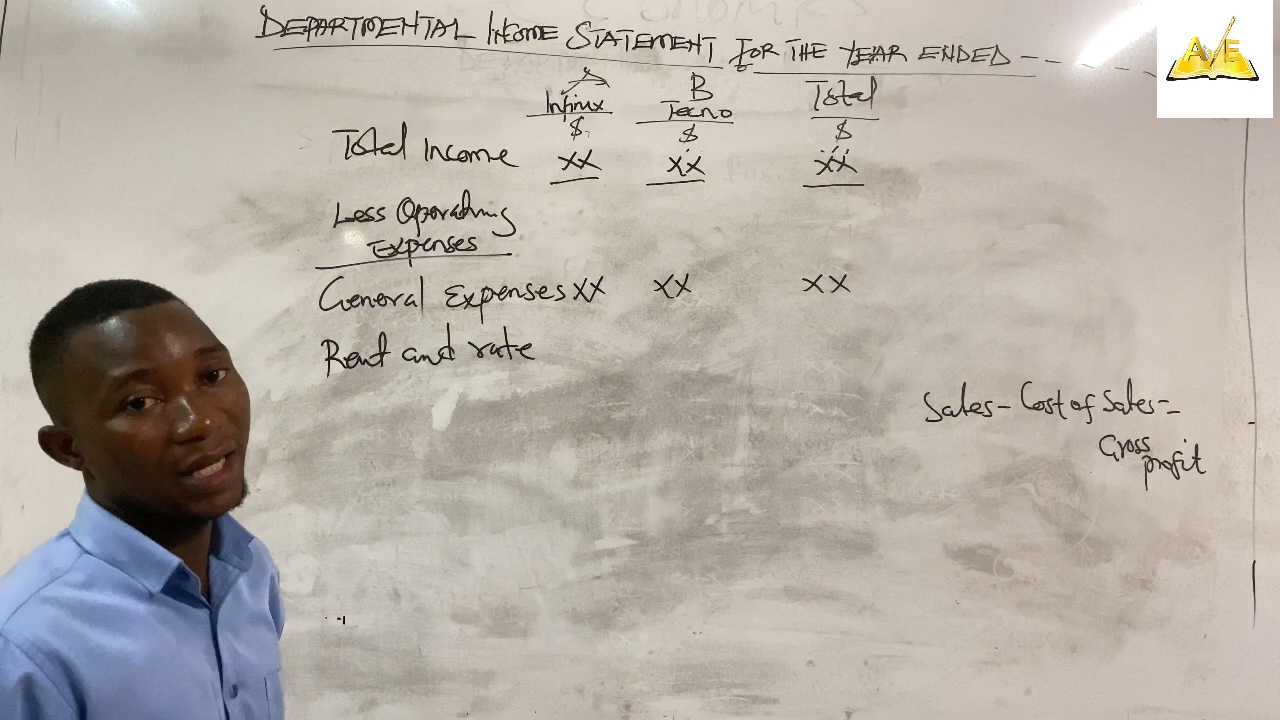 DEPARTMENTAL INCOME STATEMENT FOR THE YEAR ENDED
A B
Infinix Tecno Total
$ $ $
Total Income XX XX XX
Less Operating
Expenses
General Expenses XX XX XX
Rent and rate
Sales - Cost of Sales =
Gross
profit
AVE